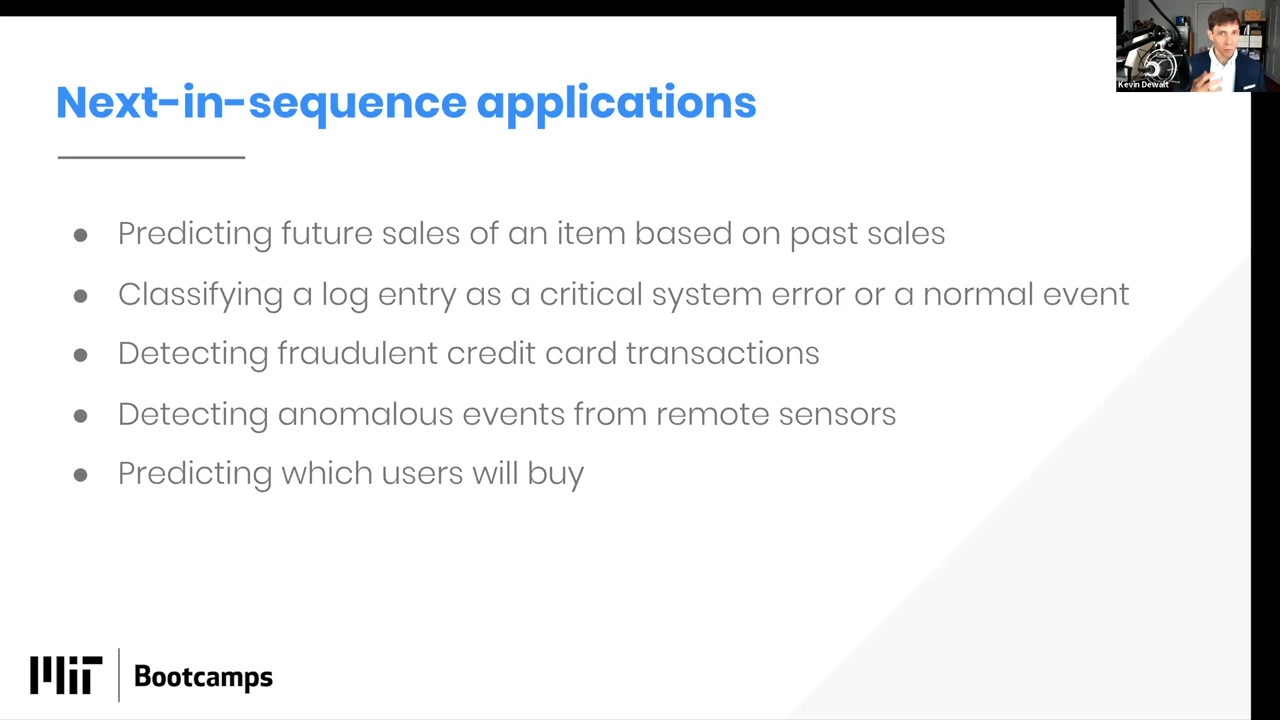 Kevin Dewalt
Next-in-sequence applications
● Predicting future sales of an item based on past sales
● Classifying a log entry as a critical system error or a normal event
● Detecting fraudulent credit card transactions
● Detecting anomalous events from remote sensors
● Predicting which users will buy
MIT Bootcamps